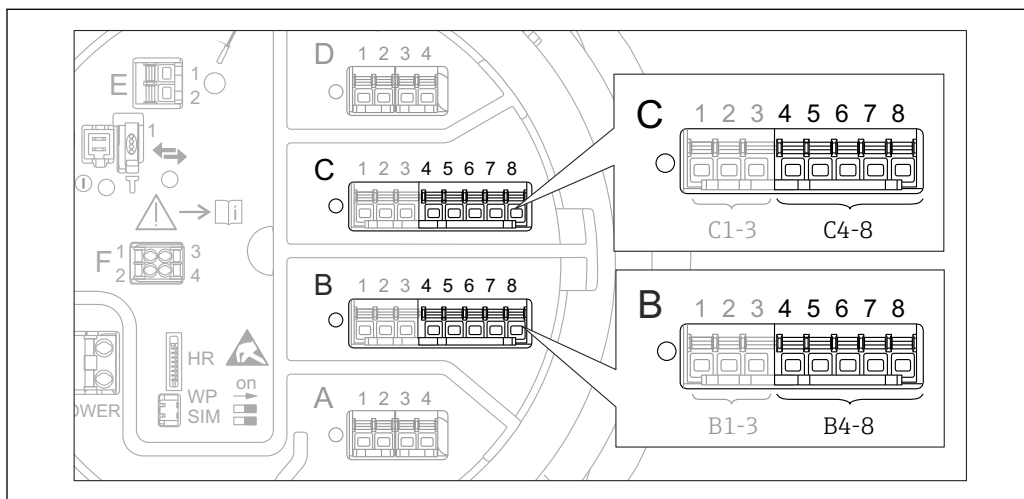 D 1 2 3 4
E 1
2
1
C 1 2 3 4 5 6 7 8
i
F 1 3
2 4
B 1 2 3 4 5 6 7 8
HR
WP on
SIM
OWER
A 1 2 3 4
C 1 2 3 4 5 6 7 8
C1-3 C4-8
B 1 2 3 4 5 6 7 8
B1-3 B4-8